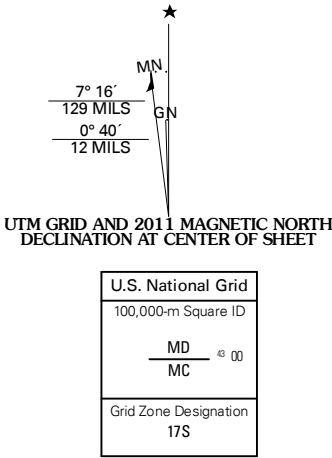 ★
MN
7° 16´
129 MILS
GN
0° 40´
12 MILS
UTM GRID AND 2011 MAGNETIC NORTH
DECLINATION AT CENTER OF SHEET
U.S. National Grid
100,000-m Square ID
MD
43 00
MC
Grid Zone Designation
17S